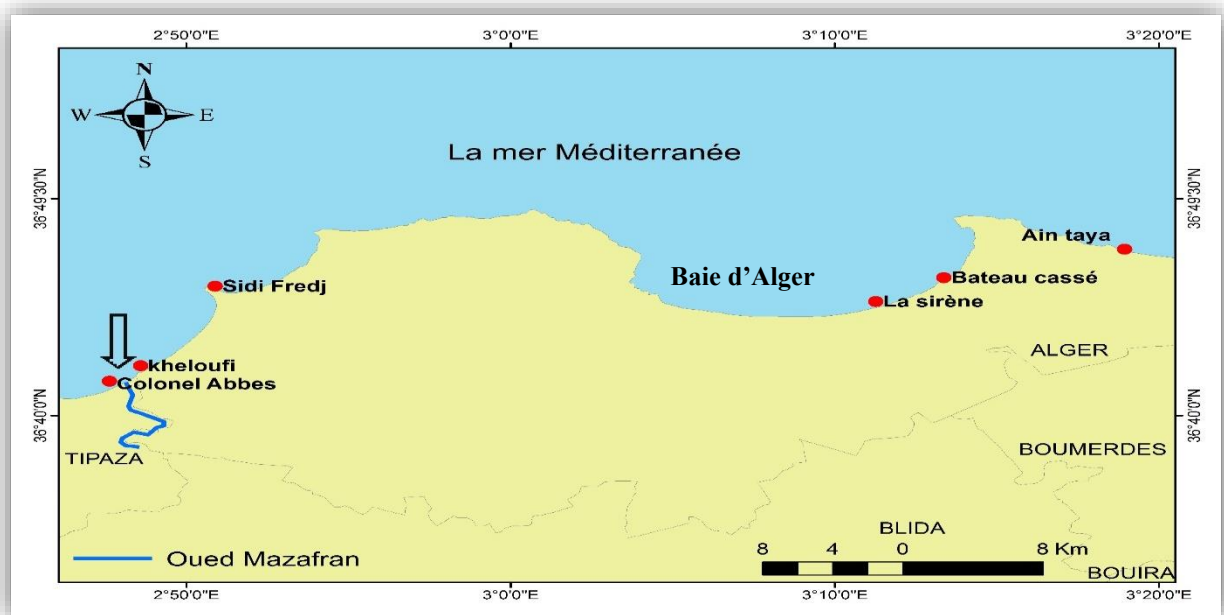 2°50'0"E 3°0'0"E 3°10'0"E 3°20'0"E
N
W E
S
La mer Méditerranée
36°49'30"N 36°49'30"N
Ain taya
Baie d’Alger
Bateau cassé
Sidi Fredj
La sirène
ALGER
kheloufi
Colonel Abbes
36°40'0"N 36°40'0"N
TIPAZA
BOUMERDES
BLIDA
Oued Mazafran
8 4 0 8 Km
BOUIRA
2°50'0"E 3°0'0"E 3°10'0"E 3°20'0"E